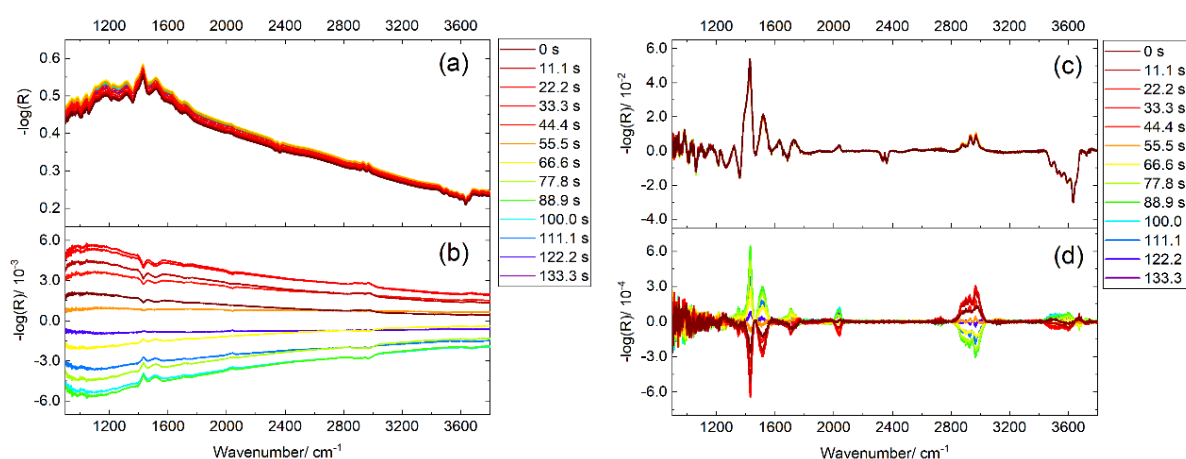 1200 1600 2000 2400 2800 3200 3600
0.6
0.5
0.4
0.3
0.2
-log(R)
(a)
6.0
3.0
0.0
-3.0
-6.0
-log(R)/ 10⁻³
(b)
1200 1600 2000 2400 2800 3200 3600
Wavenumber/ cm⁻¹
0 s
11.1 s
22.2 s
33.3 s
44.4 s
55.5 s
66.6 s
77.8 s
88.9 s
100.0 s
111.1 s
122.2 s
133.3 s
1200 1600 2000 2400 2800 3200 3600
6.0
4.0
2.0
0.0
-2.0
-4.0
-log(R)/ 10⁻²
(c)
6.0
3.0
0.0
-3.0
-6.0
-log(R)/ 10⁻⁴
(d)
1200 1600 2000 2400 2800 3200 3600
Wavenumber/ cm⁻¹
0 s
11.1 s
22.2 s
33.3 s
44.4 s
55.5 s
66.6 s
77.8 s
88.9 s
100.0
111.1
122.2
133.3